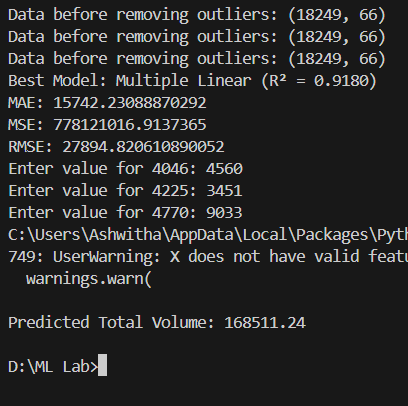 Data before removing outliers: (18249, 66)
Data before removing outliers: (18249, 66)
Data before removing outliers: (18249, 66)
Best Model: Multiple Linear (R² = 0.9180)
MAE: 15742.23088870292
MSE: 778121016.9137365
RMSE: 27894.820610890052
Enter value for 4046: 4560
Enter value for 4225: 3451
Enter value for 4770: 9033
C:\Users\Ashwitha\AppData\Local\Packages\Pyth
749: UserWarning: X does not have valid featu
  warnings.warn(
Predicted Total Volume: 168511.24
D:\ML Lab>